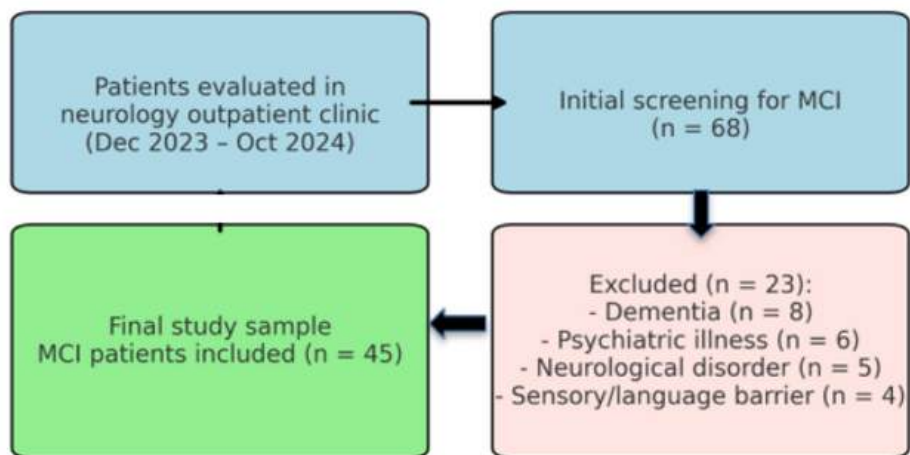 Patients evaluated in
neurology outpatient clinic
(Dec 2023 – Oct 2024)
Initial screening for MCI
(n = 68)
Excluded (n = 23):
- Dementia (n = 8)
- Psychiatric illness (n = 6)
- Neurological disorder (n = 5)
- Sensory/language barrier (n = 4)
Final study sample
MCI patients included (n = 45)